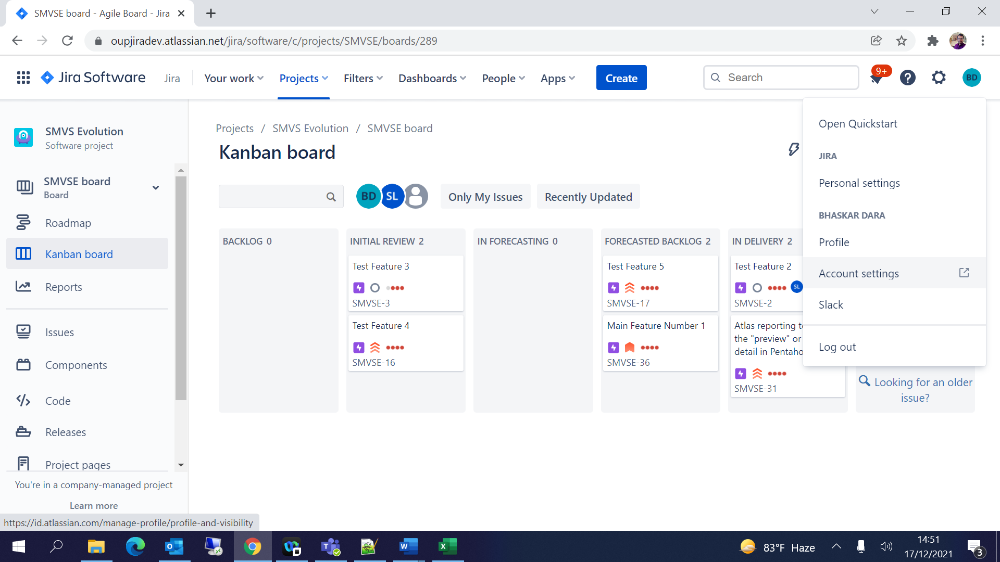 SMVSE board - Agile Board - Jira
oupjiradev.atlassian.net/jira/software/c/projects/SMVSE/boards/289
Jira Software
Jira
Your work
Projects
Filters
Dashboards
People
Apps
Create
Search
9+
BD
SMVS Evolution
Software project
SMVSE board
Board
Roadmap
Kanban board
Reports
Issues
Components
Code
Releases
Project pages
You're in a company-managed project
Learn more
https://id.atlassian.com/manage-profile/profile-and-visibility
Projects / SMVS Evolution / SMVSE board
Kanban board
BD
SL
Only My Issues
Recently Updated
BACKLOG 0
INITIAL REVIEW 2
Test Feature 3
SMVSE-3
Test Feature 4
SMVSE-16
IN FORECASTING 0
FORECASTED BACKLOG 2
Test Feature 5
SMVSE-17
Main Feature Number 1
SMVSE-36
IN DELIVERY 2
Test Feature 2
SL
SMVSE-2
Atlas reporting to
the "preview" or
detail in Pentaho
SMVSE-31
Looking for an older
issue?
Open Quickstart
JIRA
Personal settings
BHASKAR DARA
Profile
Account settings
Slack
Log out
83°F Haze
14:51
17/12/2021
3